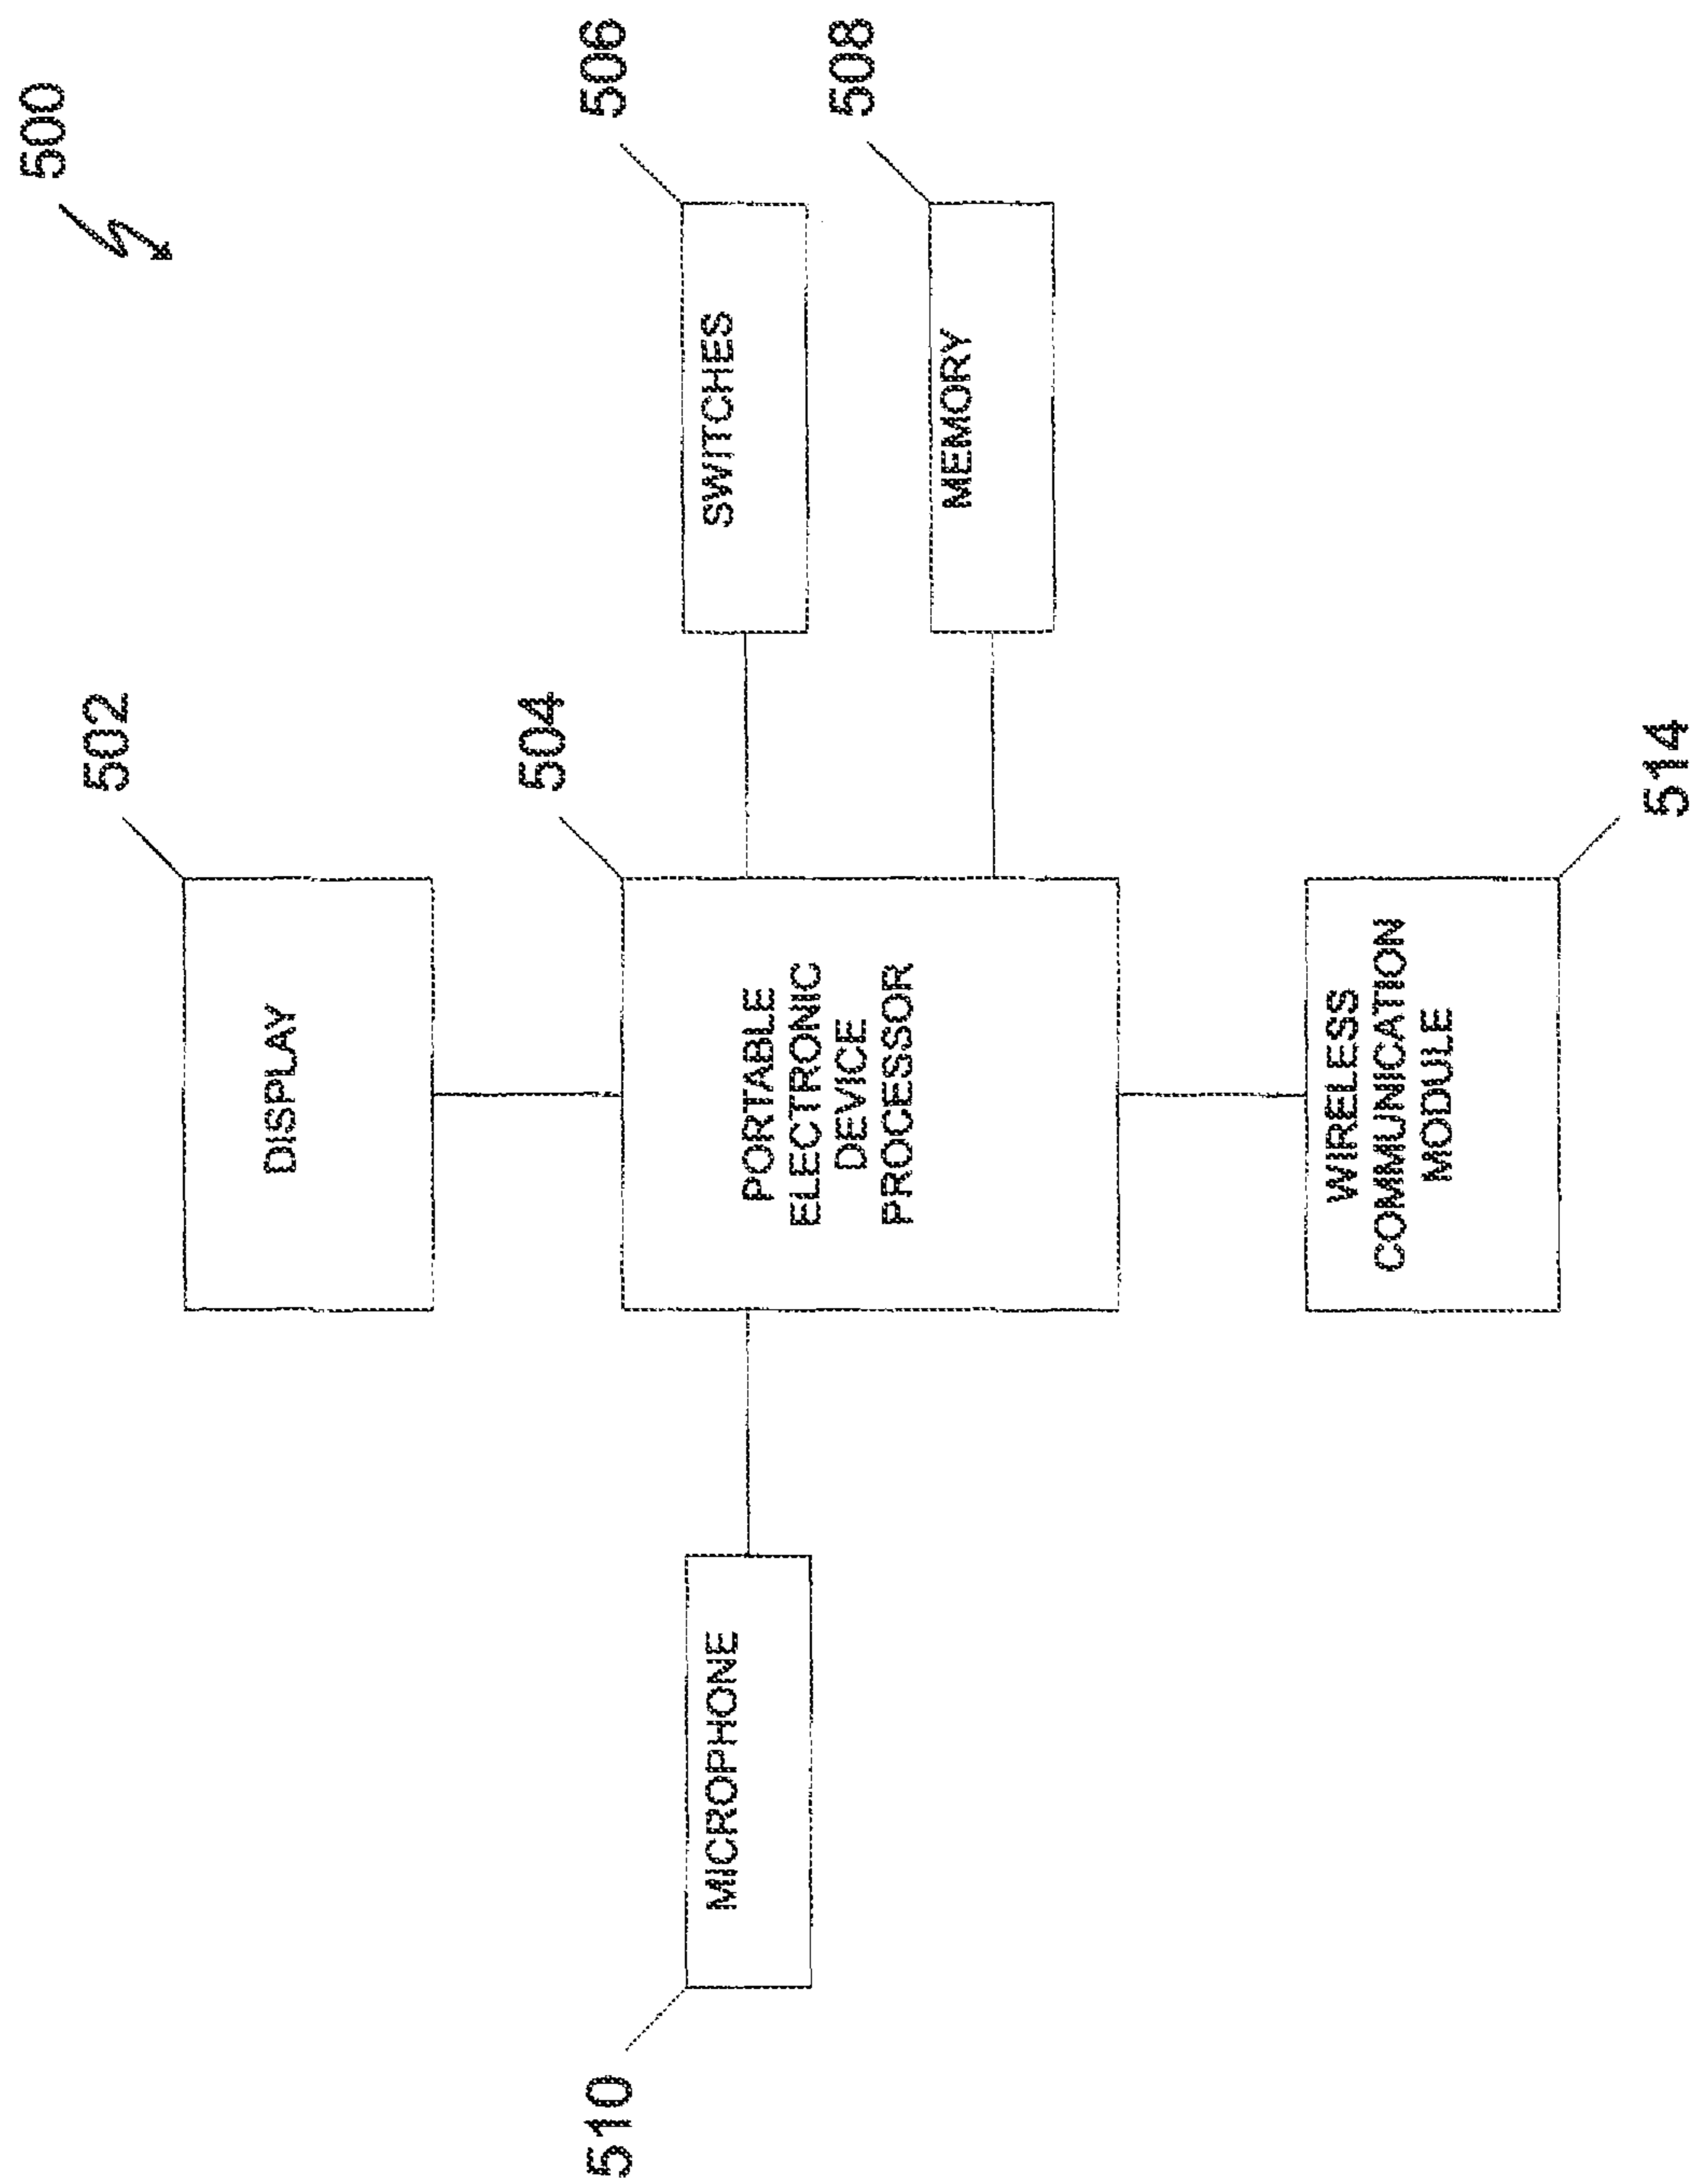 500
502
DISPLAY
504
PORTABLE
ELECTRONIC
DEVICE
PROCESSOR
506
SWITCHES
508
MEMORY
510
MICROPHONE
WIRELESS
COMMUNICATION
MODULE
514